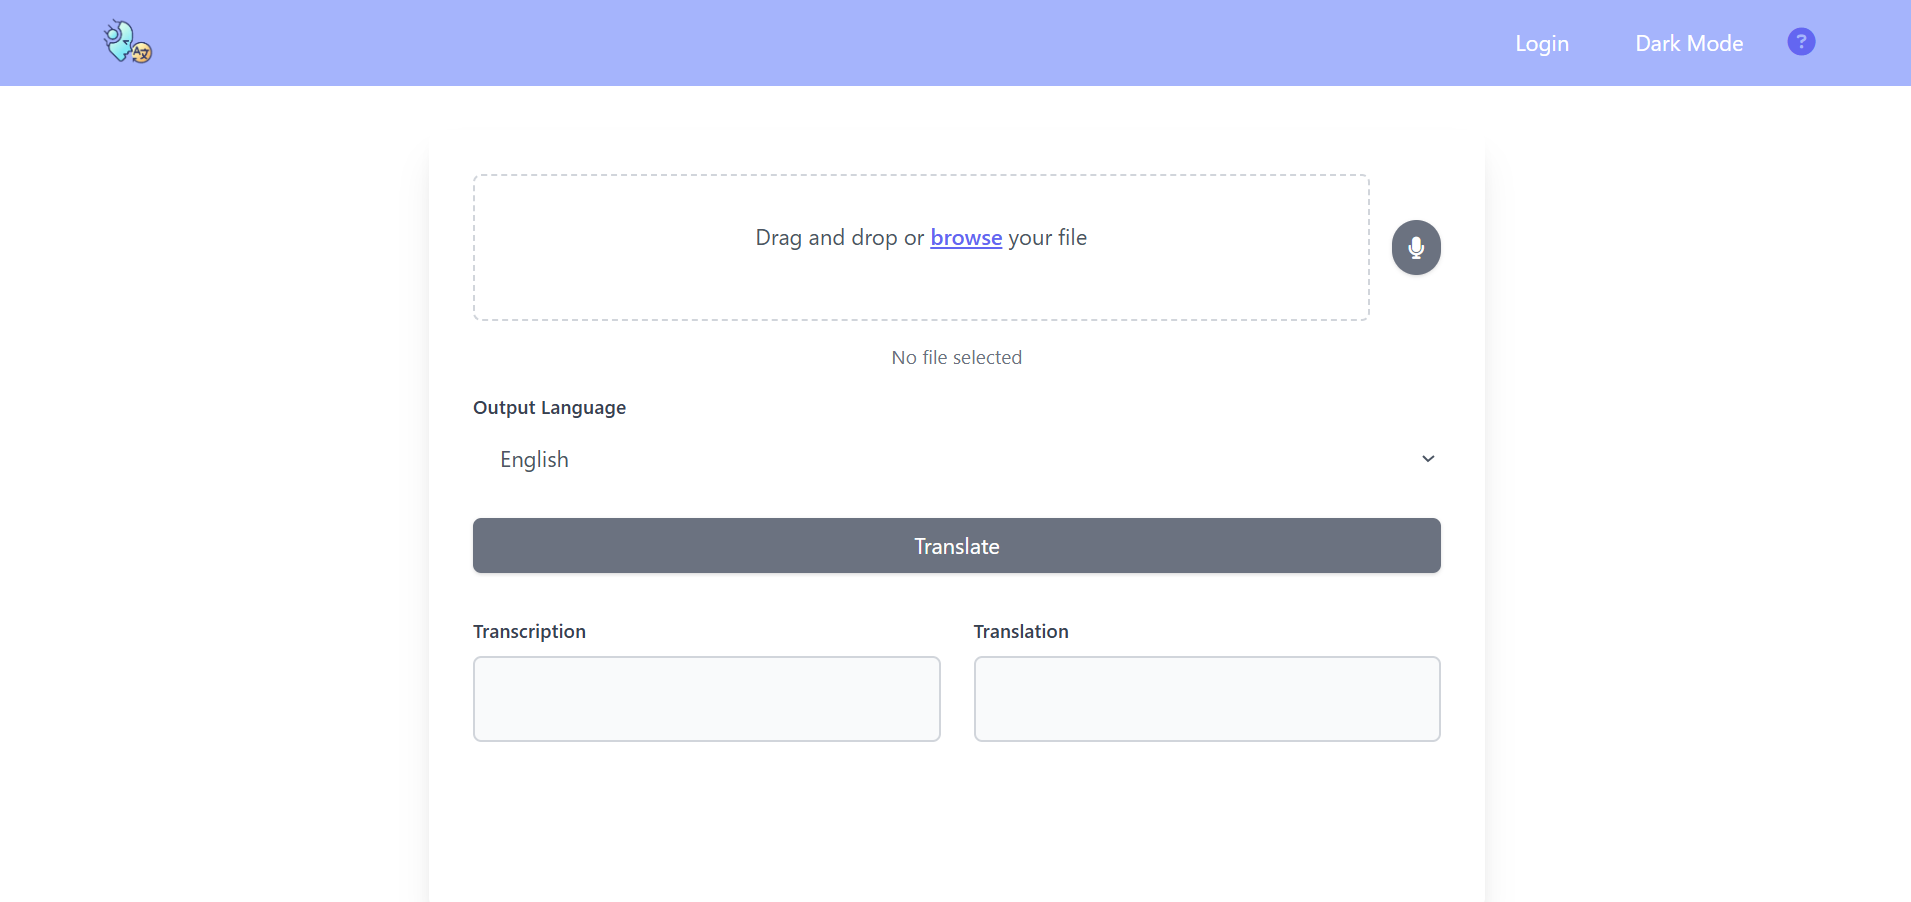 Login
Dark Mode
?
Drag and drop or browse your file
No file selected
Output Language
English
Translate
Transcription
Translation